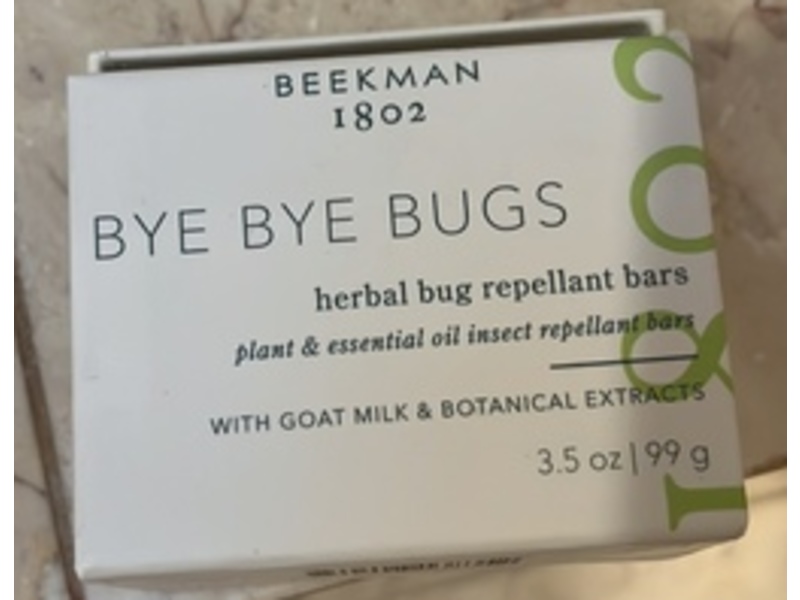 BEEKMAN
1802
BYE BYE BUGS
herbal bug repellant bars
plant & essential oil insect repellant bars
WITH GOAT MILK & BOTANICAL EXTRACTS
3.5 oz | 99 g
1802